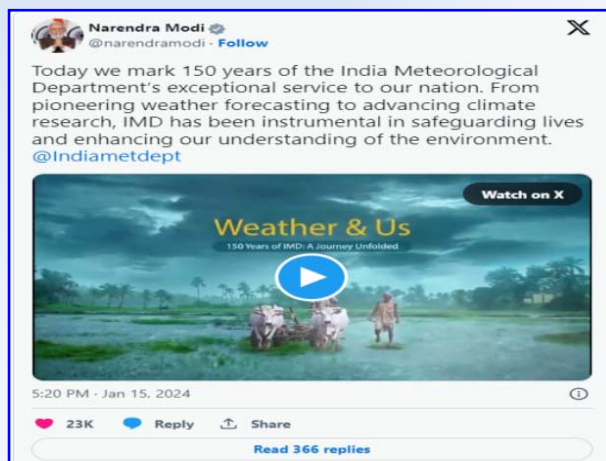 Narendra Modi
@narendramodi · Follow
Today we mark 150 years of the India Meteorological
Department's exceptional service to our nation. From
pioneering weather forecasting to advancing climate
research, IMD has been instrumental in safeguarding lives
and enhancing our understanding of the environment.
@Indiametdept
Watch on X
Weather & Us
150 Years of IMD: A Journey Unfolded
5:20 PM · Jan 15, 2024
23K Reply Share
Read 366 replies